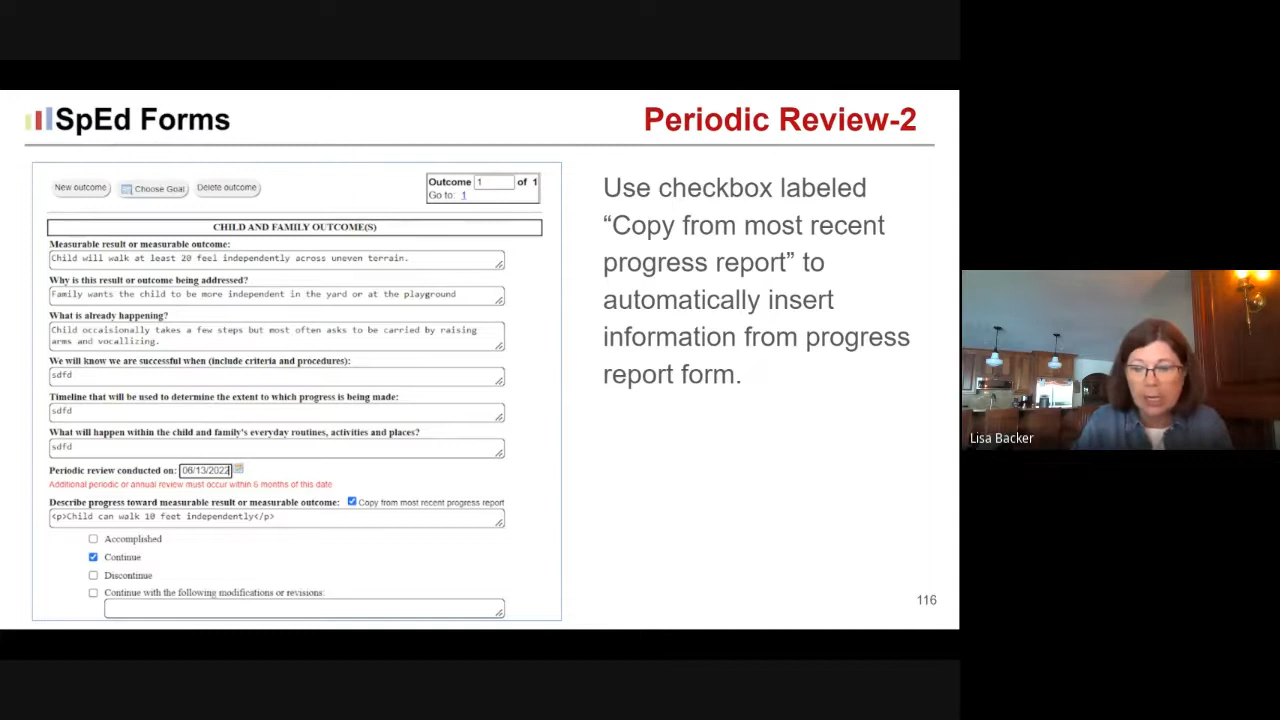 SpEd Forms
Periodic Review-2
New outcome
Choose Goal
Delete outcome
Outcome 1 of 1
Go to: 1
CHILD AND FAMILY OUTCOME(S)
Measurable result or measurable outcome:
Child will walk at least 20 feel independently across uneven terrain.
Why is this result or outcome being addressed?
Family wants the child to be more independent in the yard or at the playground
What is already happening?
Child occaisionally takes a few steps but most often asks to be carried by raising
arms and vocallizing.
We will know we are successful when (include criteria and procedures):
sdfd
Timeline that will be used to determine the extent to which progress is being made:
sdfd
What will happen within the child and family's everyday routines, activities and places?
sdfd
Periodic review conducted on: 06/13/2022
Additional periodic or annual review must occur within 6 months of this date
Describe progress toward measurable result or measurable outcome: Copy from most recent progress report
<p>Child can walk 10 feet independently</p>
Accomplished
Continue
Discontinue
Continue with the following modifications or revisions:
Use checkbox labeled
“Copy from most recent
progress report” to
automatically insert
information from progress
report form.
116
Lisa Backer